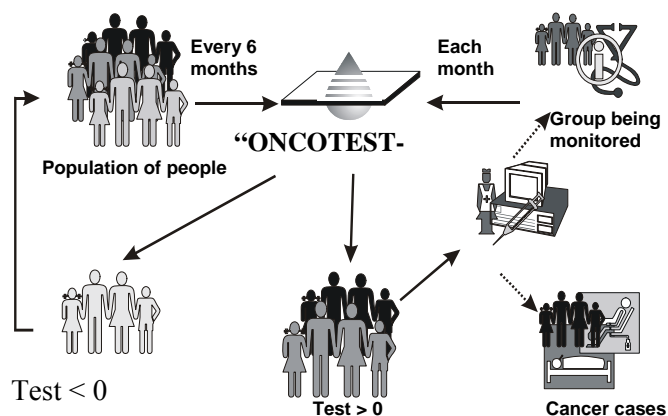 Every 6
months
Each
month
Group being
monitored
“ONCOTEST-
Population of people
Test < 0
Test > 0
Cancer cases